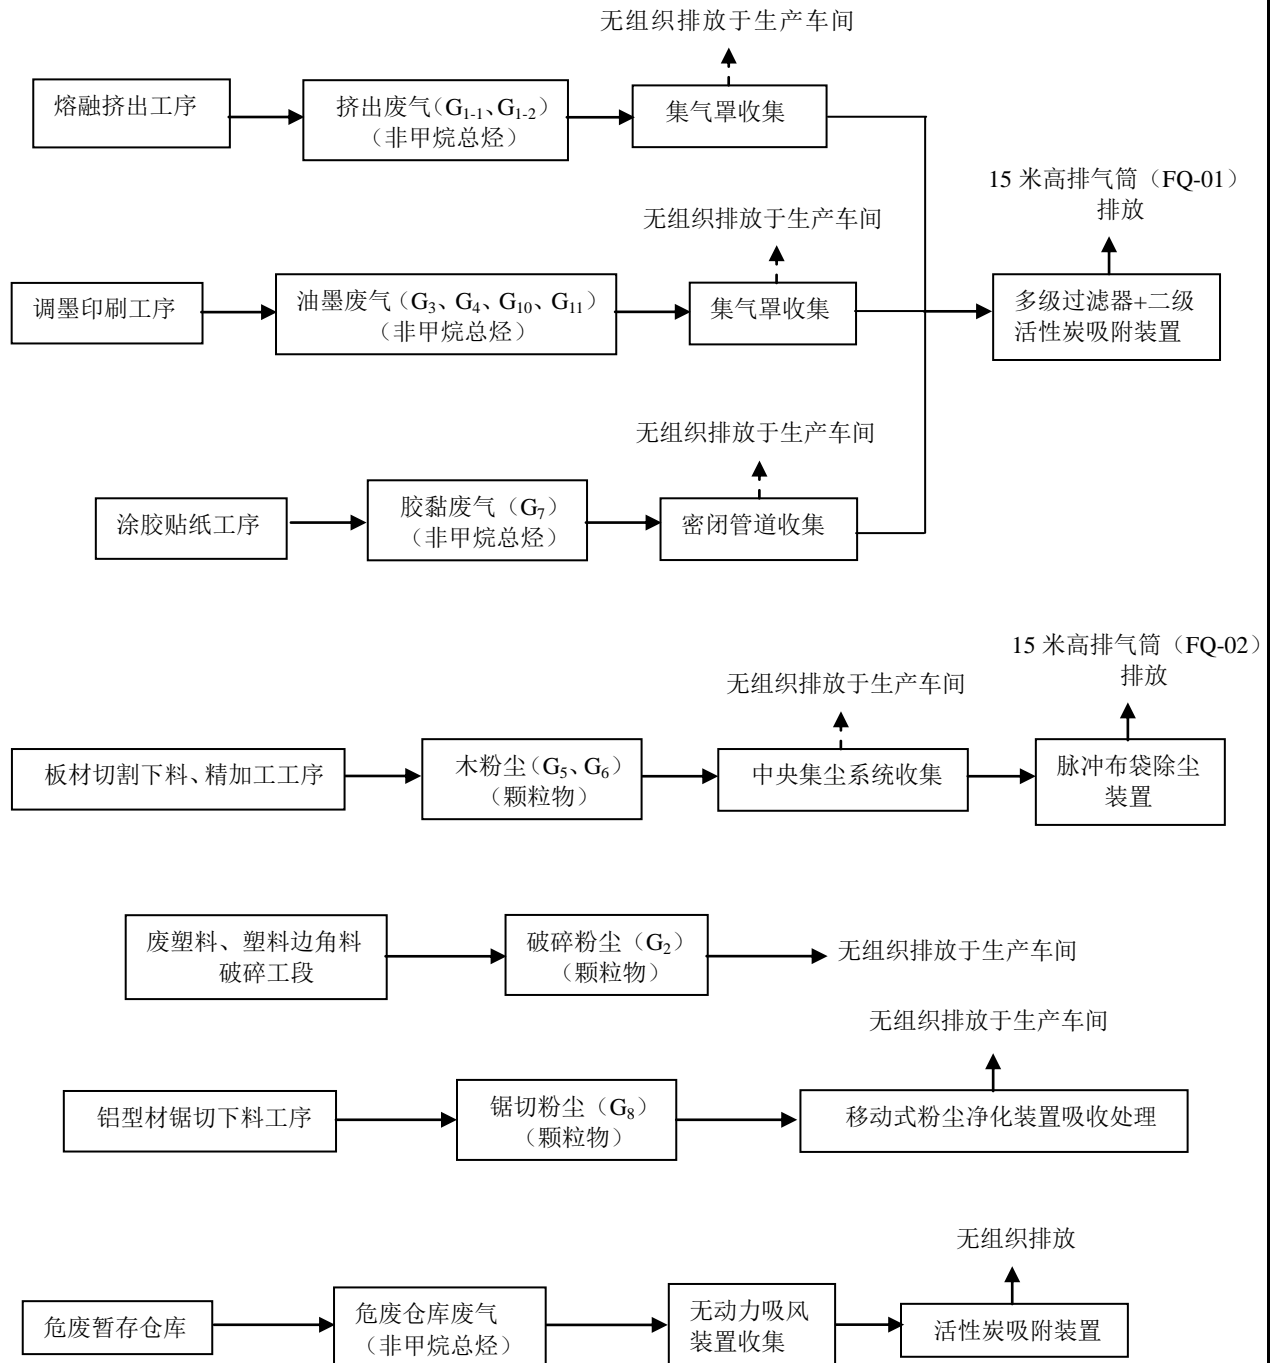 无组织排放于生产车间
熔融挤出工序
挤出废气（G1-1、G1-2）
（非甲烷总烃）
集气罩收集
15 米高排气筒（FQ-01）
排放
无组织排放于生产车间
调墨印刷工序
油墨废气（G3、G4、G10、G11）
（非甲烷总烃）
集气罩收集
多级过滤器+二级
活性炭吸附装置
无组织排放于生产车间
涂胶贴纸工序
胶黏废气（G7）
（非甲烷总烃）
密闭管道收集
15 米高排气筒（FQ-02）
排放
无组织排放于生产车间
板材切割下料、精加工工序
木粉尘（G5、G6）
（颗粒物）
中央集尘系统收集
脉冲布袋除尘
装置
废塑料、塑料边角料
破碎工段
破碎粉尘（G2）
（颗粒物）
无组织排放于生产车间
无组织排放于生产车间
铝型材锯切下料工序
锯切粉尘（G8）
（颗粒物）
移动式粉尘净化装置吸收处理
无组织排放
危废暂存仓库
危废仓库废气
（非甲烷总烃）
无动力吸风
装置收集
活性炭吸附装置